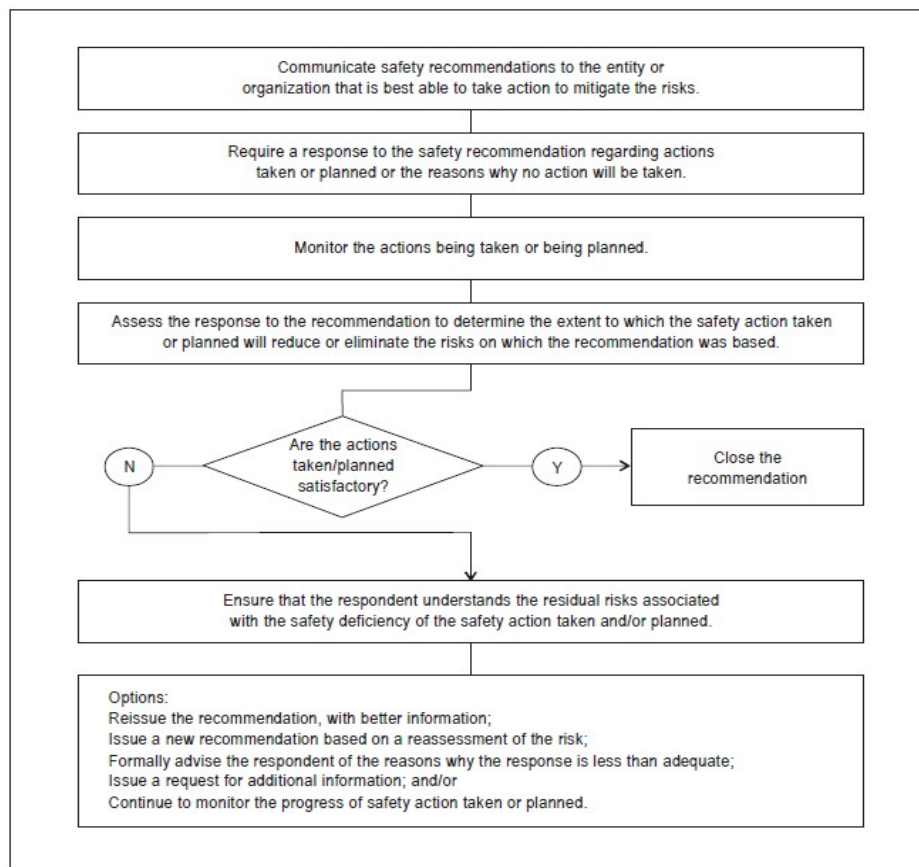 Communicate safety recommendations to the entity or
organization that is best able to take action to mitigate the risks.
Require a response to the safety recommendation regarding actions
taken or planned or the reasons why no action will be taken.
Monitor the actions being taken or being planned.
Assess the response to the recommendation to determine the extent to which the safety action taken
or planned will reduce or eliminate the risks on which the recommendation was based.
Are the actions
taken/planned
satisfactory?
N
Y
Close the
recommendation
Ensure that the respondent understands the residual risks associated
with the safety deficiency of the safety action taken and/or planned.
Options:
Reissue the recommendation, with better information;
Issue a new recommendation based on a reassessment of the risk;
Formally advise the respondent of the reasons why the response is less than adequate;
Issue a request for additional information; and/or
Continue to monitor the progress of safety action taken or planned.